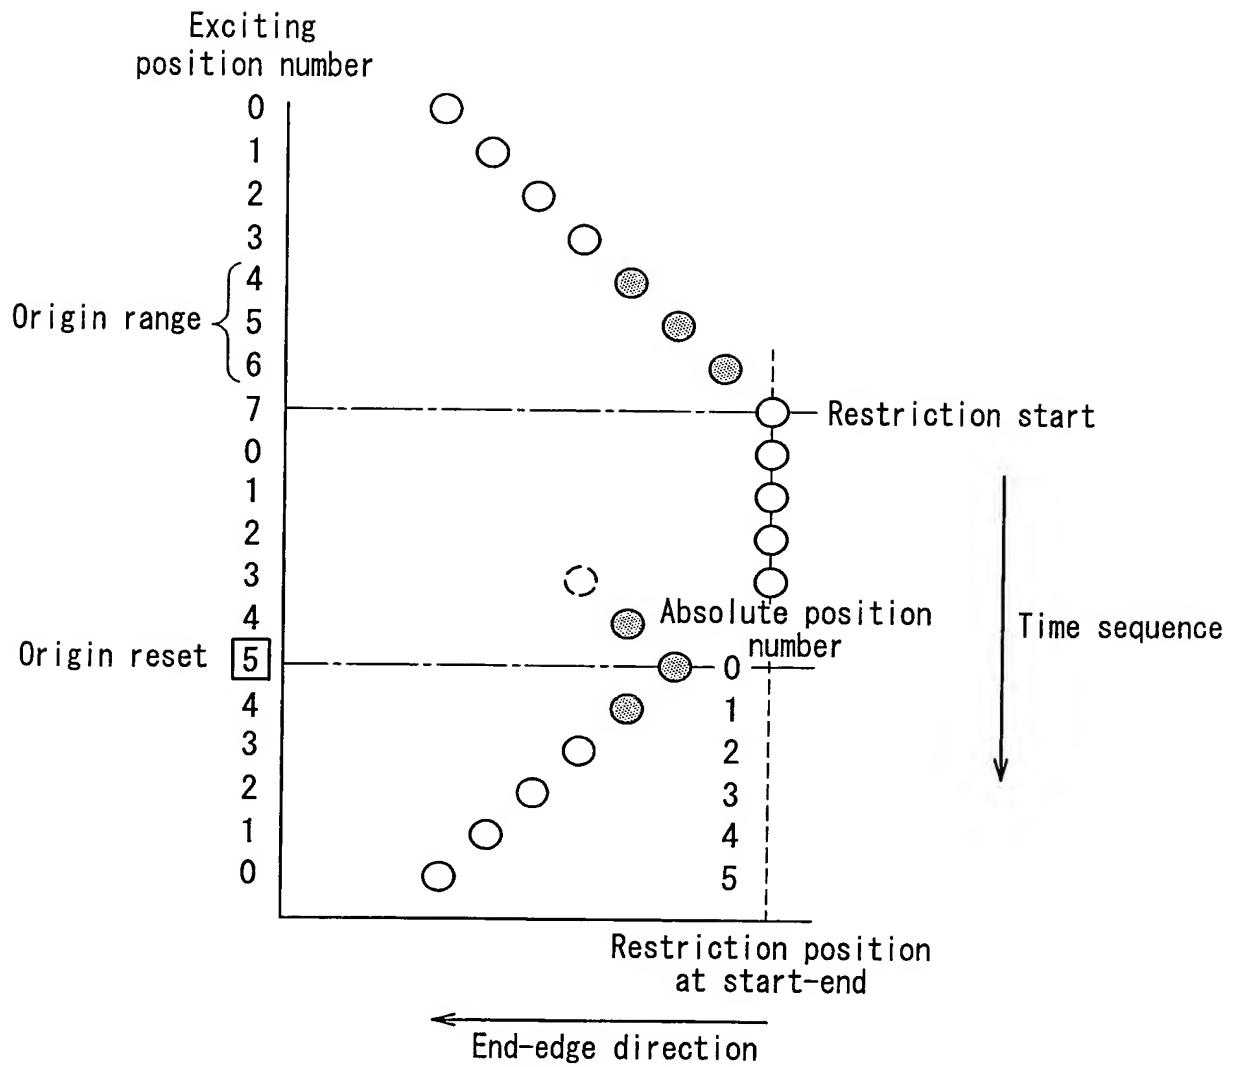 Exciting
position number
0
1
2
3
4
Origin range 5
6
7 Restriction start
0
1
2
3
4 Absolute position
number
Time sequence
Origin reset 5 0
4 1
3 2
2 3
1 4
0 5
Restriction position
at start-end
End-edge direction